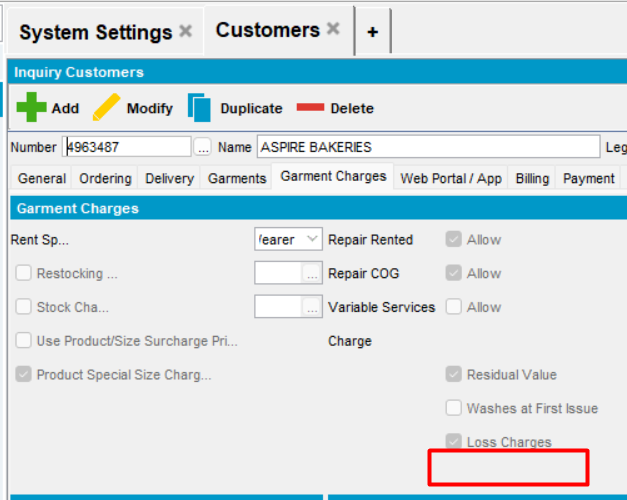 System Settings × Customers × +
Inquiry Customers
Add Modify Duplicate Delete
Number 4963487 ... Name ASPIRE BAKERIES Leg
General Ordering Delivery Garments Garment Charges Web Portal / App Billing Payment
Garment Charges
Rent Sp... /earer Repair Rented Allow
Restocking ... ... Repair COG Allow
Stock Cha... ... Variable Services Allow
Use Product/Size Surcharge Pri... Charge
Product Special Size Charg... Residual Value
Washes at First Issue
Loss Charges